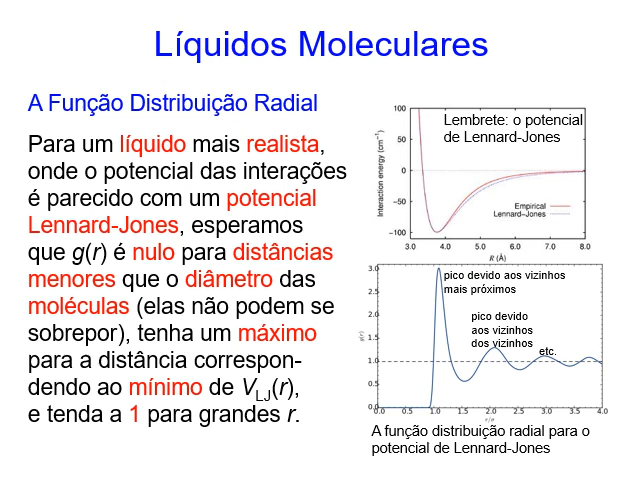 Líquidos Moleculares
A Função Distribuição Radial
Para um líquido mais realista,
onde o potencial das interações
é parecido com um potencial
Lennard-Jones, esperamos
que g(r) é nulo para distâncias
menores que o diâmetro das
moléculas (elas não podem se
sobrepor), tenha um máximo
para a distância correspon-
dendo ao mínimo de VLJ(r),
e tenda a 1 para grandes r.
Lembrete: o potencial
de Lennard-Jones
100
50
0
−50
−100
Interaction energy (cm⁻¹)
Empirical
Lennard−Jones
3.0 4.0 5.0 6.0 7.0 8.0
R (Å)
pico devido aos vizinhos
mais próximos
pico devido
aos vizinhos
dos vizinhos
etc.
3.0
2.5
2.0
1.5
1.0
0.5
0.0
g(r)
0.0 0.5 1.0 1.5 2.0 2.5 3.0 3.5 4.0
r/σ
A função distribuição radial para o
potencial de Lennard-Jones